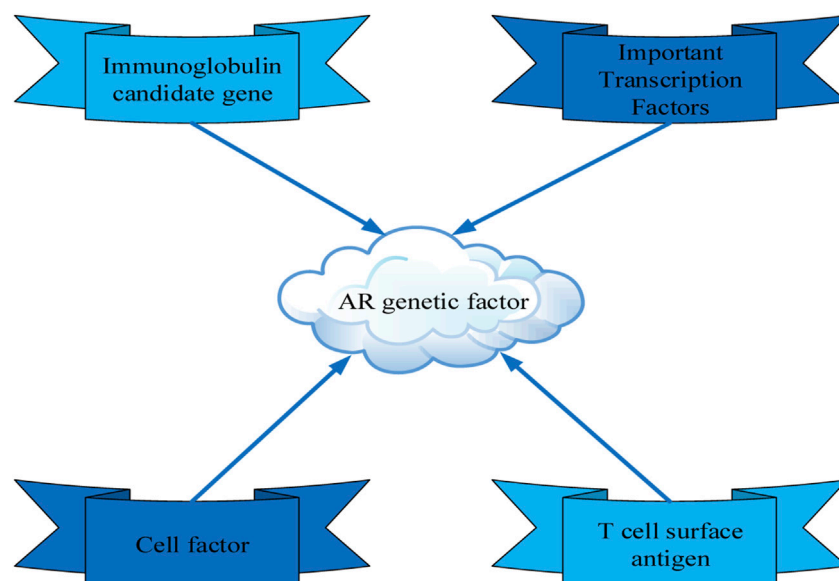 Immunoglobulin
candidate gene
Important
Transcription
Factors
AR genetic factor
Cell factor
T cell surface
antigen